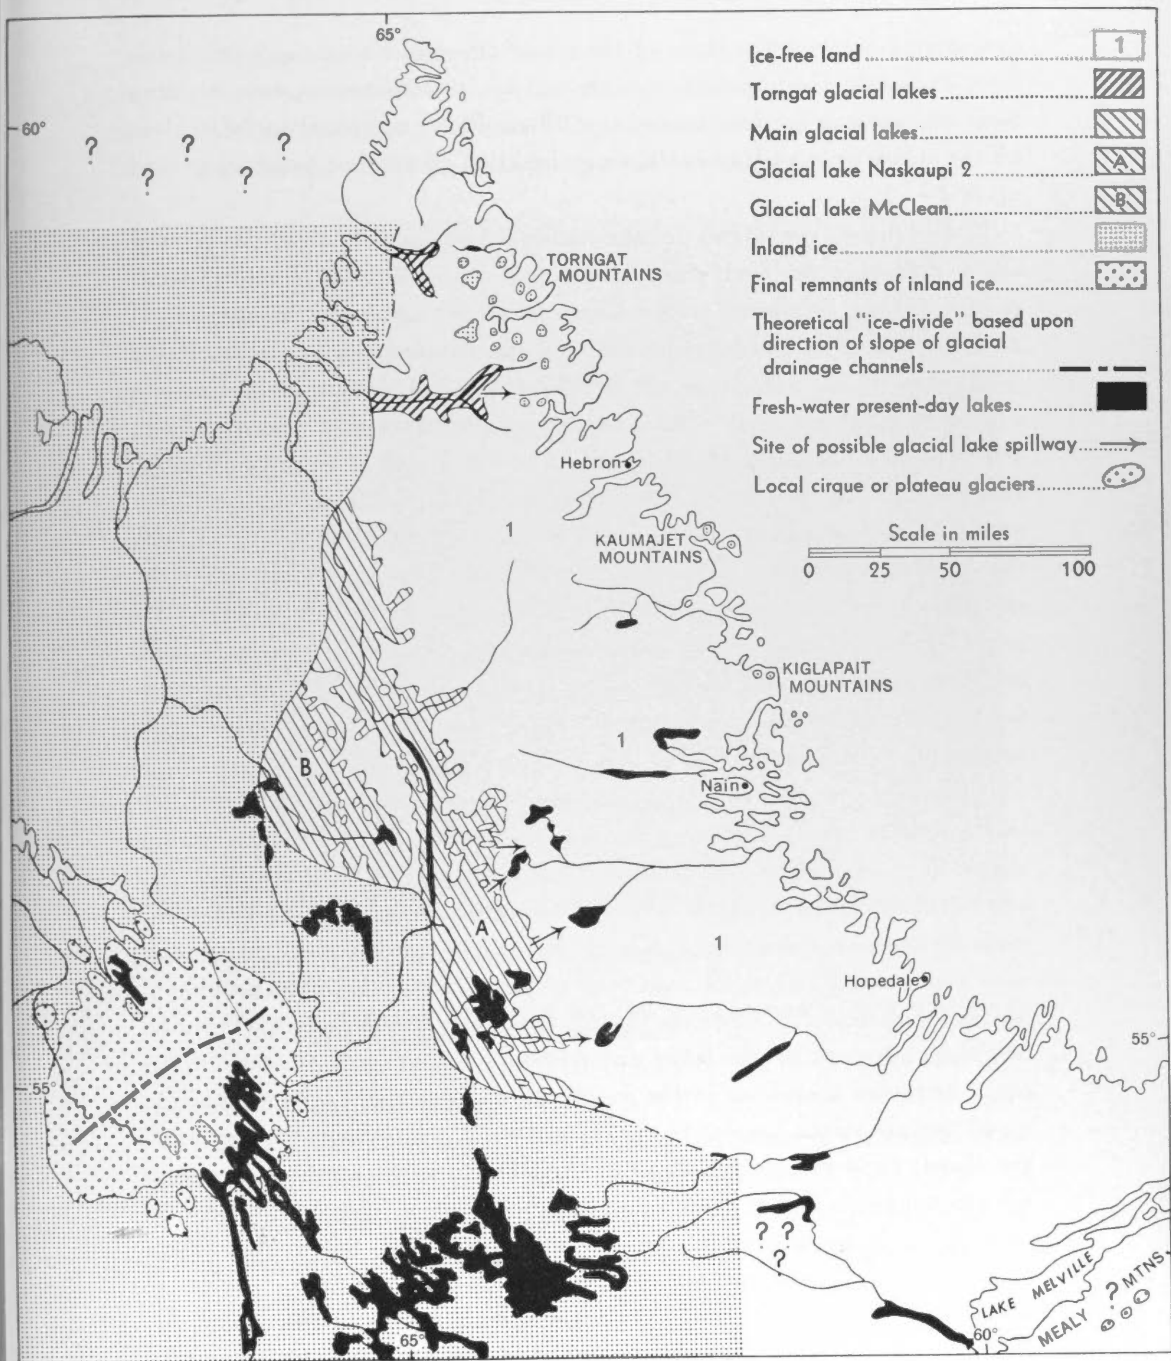 65°
60°
? ? ?
? ?
Ice-free land
1
Torngat glacial lakes
Main glacial lakes
Glacial lake Naskaupi 2
A
Glacial lake McClean
B
Inland ice
Final remnants of inland ice
Theoretical "ice-divide" based upon
direction of slope of glacial
drainage channels
Fresh-water present-day lakes
Site of possible glacial lake spillway
Local cirque or plateau glaciers
Scale in miles
0 25 50 100
TORNGAT
MOUNTAINS
Hebron
1
KAUMAJET
MOUNTAINS
KIGLAPAIT
MOUNTAINS
1
B
Nain
A
1
Hopedale
55°
55°
? ?
?
LAKE MELVILLE
MEALY ? MTNS.
65°
60°